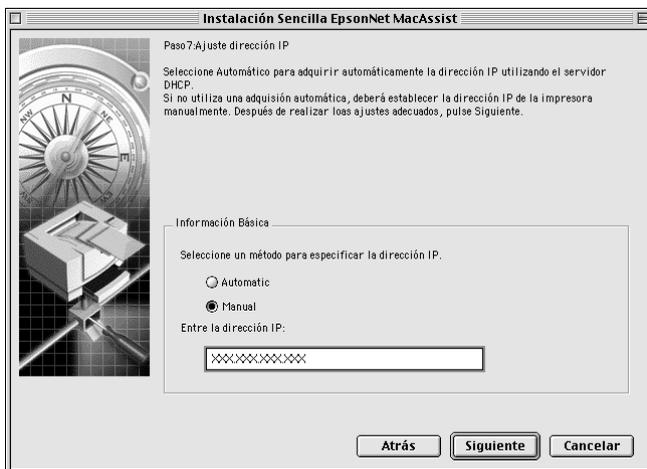 Instalación Sencilla EpsonNet MacAssist
Paso7:Ajuste dirección IP
Seleccione Automático para adquirir automáticamente la dirección IP utilizando el servidor
DHCP.
Si no utiliza una adquisión automática, deberá establecer la dirección IP de la impresora
manualmente. Después de realizar loas ajustes adecuados, pulse Siguiente.
Información Básica
Seleccione un método para especificar la dirección IP.
Automatic
Manual
Entre la dirección IP:
XXX.XXX.XXX.XXX
Atrás
Siguiente
Cancelar